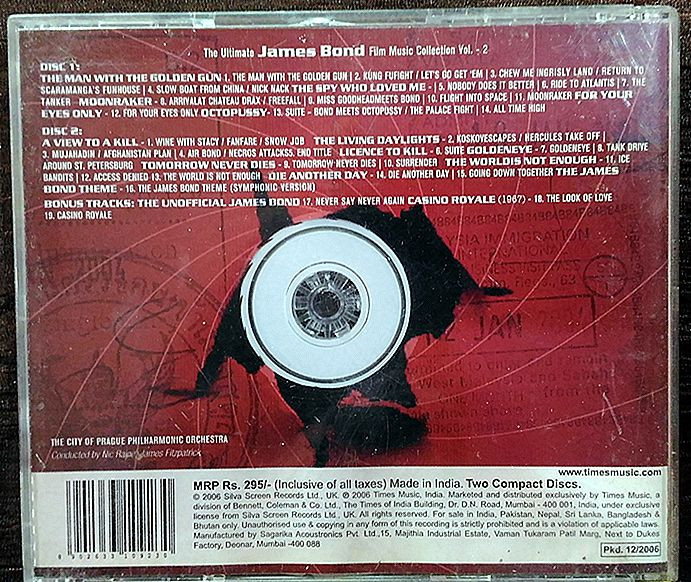 The Ultimate James Bond Film Music Collection Vol. - 2
DISC 1:
THE MAN WITH THE GOLDEN GUN 1. THE MAN WITH THE GOLDEN GUN | 2. KUNG FUFIGHT / LET'S GO GET 'EM | 3. CHEW ME INGRISLY LAND / RETURN TO
SCARAMANGA'S FUNHOUSE | 4. SLOW BOAT FROM CHINA / NICK NACK THE SPY WHO LOVED ME - 5. NOBODY DOES IT BETTER | 6. RIDE TO ATLANTIS | 7. THE
TANKER MOONRAKER - 8. ARRIVALAT CHATEAU DRAX / FREEFALL | 9. MISS GOODHEADMEETS BOND | 10. FLIGHT INTO SPACE | 11. MOONRAKER FOR YOUR
EYES ONLY - 12. FOR YOUR EYES ONLY OCTOPUSSY- 13. SUITE - BOND MEETS OCTOPUSSY / THE PALACE FIGHT | 14. ALL TIME HIGH
DISC 2:
A VIEW TO A KILL - 1. WINE WITH STACY / FANFARE / SNOW JOB THE LIVING DAYLIGHTS - 2. KOSKOVESCAPES / HERCULES TAKE OFF |
3. MUJAHADIN / AFGHANISTAN PLAN | 4. AIR BOND / NECROS ATTACKS5. END TITLE LICENCE TO KILL - 6. SUITE GOLDENEYE - 7. GOLDENEYE | 8. TANK DRIVE
AROUND ST. PETERSBURG TOMORROW NEVER DIES - 9. TOMORROW NEVER DIES | 10. SURRENDER THE WORLDIS NOT ENOUGH - 11. ICE
BANDITS | 12. ACCESS DENIED 13. THE WORLD IS NOT ENOUGH DIE ANOTHER DAY - 14. DIE ANOTHER DAY | 15. GOING DOWN TOGETHER THE JAMES
BOND THEME - 16. THE JAMES BOND THEME (SYMPHONIC VERSION)
BONUS TRACKS: THE UNOFFICIAL JAMES BOND 17. NEVER SAY NEVER AGAIN CASINO ROYALE (1967) - 18. THE LOOK OF LOVE
19. CASINO ROYALE
IMMIGRATION
JAN
THE CITY OF PRAGUE PHILHARMONIC ORCHESTRA
Conducted by Nic Raine/James Fitzpatrick
www.timesmusic.com
MRP Rs. 295/- (Inclusive of all taxes) Made in India. Two Compact Discs.
© 2006 Silva Screen Records Ltd., UK. ℗ 2006 Times Music, India. Marketed and distributed exclusively by Times Music, a
division of Bennett, Coleman & Co. Ltd., The Times of India Building, Dr. D.N. Road, Mumbai - 400 001, India, under exclusive
license from Silva Screen Records Ltd., UK. All rights reserved. For sale in India, Pakistan, Nepal, Sri Lanka, Bangladesh &
Bhutan only. Unauthorised use & copying in any form of this recording is strictly prohibited and is a violation of applicable laws.
Manufactured by Sagarika Acoustronics Pvt. Ltd.,15, Majithia Industrial Estate, Vaman Tukaram Patil Marg, Next to Dukes
Factory, Deonar, Mumbai -400 088
Pkd. 12/2006
8 902633 109230